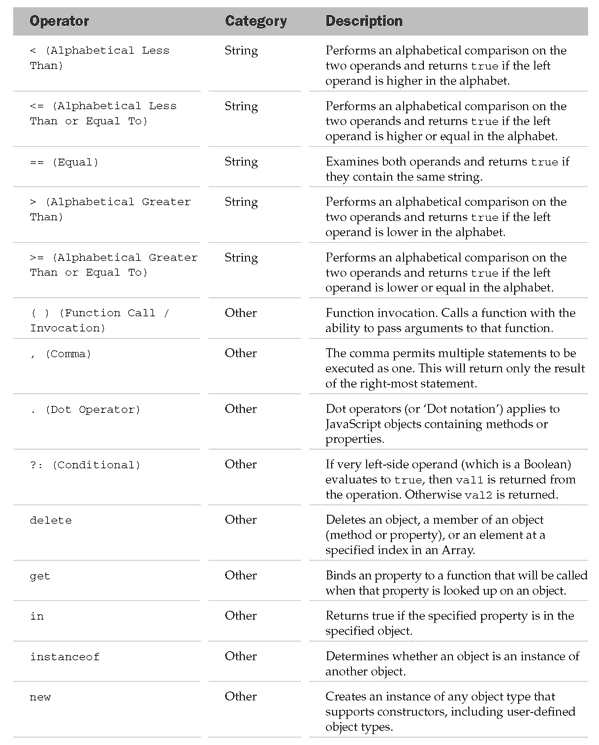 Operator Category Description
< (Alphabetical Less String Performs an alphabetical comparison on the
Than) two operands and returns true if the left
operand is higher in the alphabet.
<= (Alphabetical Less String Performs an alphabetical comparison on the
Than or Equal To) two operands and returns true if the left
operand is higher or equal in the alphabet.
== (Equal) String Examines both operands and returns true if
they contain the same string.
> (Alphabetical Greater String Performs an alphabetical comparison on the
Than) two operands and returns true if the left
operand is lower in the alphabet.
>= (Alphabetical Greater String Performs an alphabetical comparison on the
Than or Equal To) two operands and returns true if the left
operand is lower or equal in the alphabet.
( ) (Function Call / Other Function invocation. Calls a function with the
Invocation) ability to pass arguments to that function.
, (Comma) Other The comma permits multiple statements to be
executed as one. This will return only the result
of the right-most statement.
. (Dot Operator) Other Dot operators (or ‘Dot notation’) applies to
JavaScript objects containing methods or
properties.
?: (Conditional) Other If very left-side operand (which is a Boolean)
evaluates to true, then val1 is returned from
the operation. Otherwise val2 is returned.
delete Other Deletes an object, a member of an object
(method or property), or an element at a
specified index in an Array.
get Other Binds an property to a function that will be called
when that property is looked up on an object.
in Other Returns true if the specified property is in the
specified object.
instanceof Other Determines whether an object is an instance of
another object.
new Other Creates an instance of any object type that
supports constructors, including user-defined
object types.